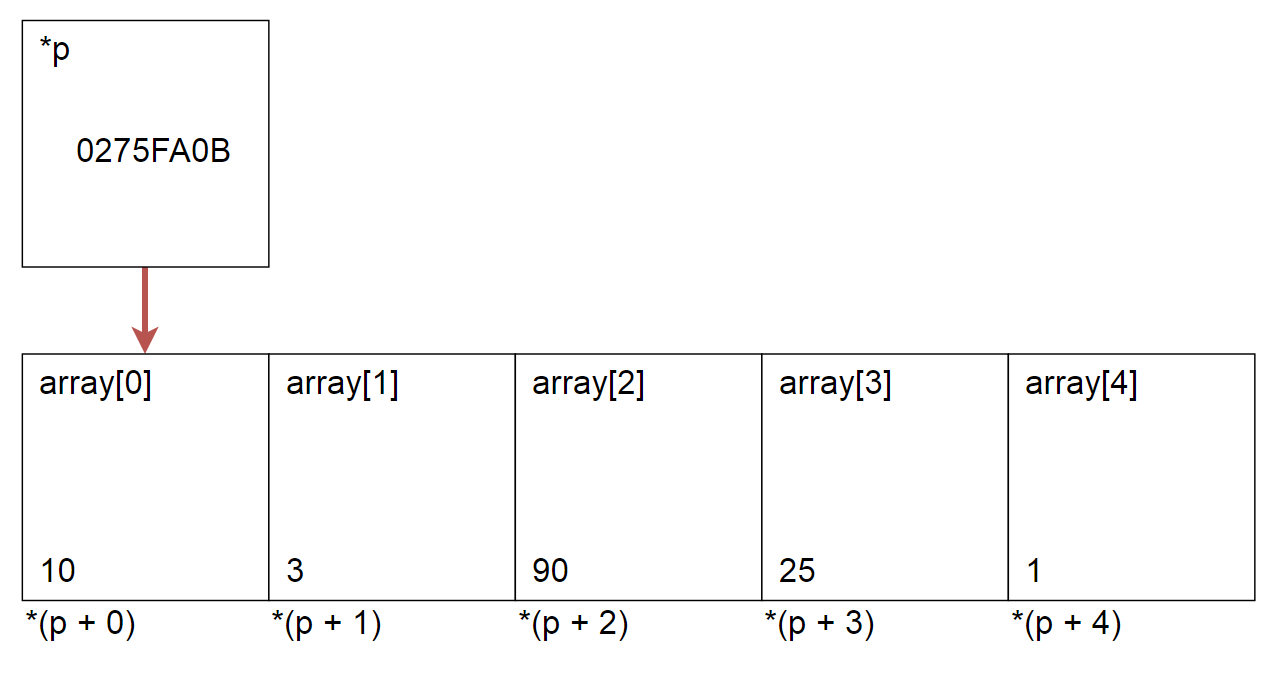 *p
0275FA0B
array[0] array[1] array[2] array[3] array[4]
10 3 90 25 1
*(p + 0) *(p + 1) *(p + 2) *(p + 3) *(p + 4)